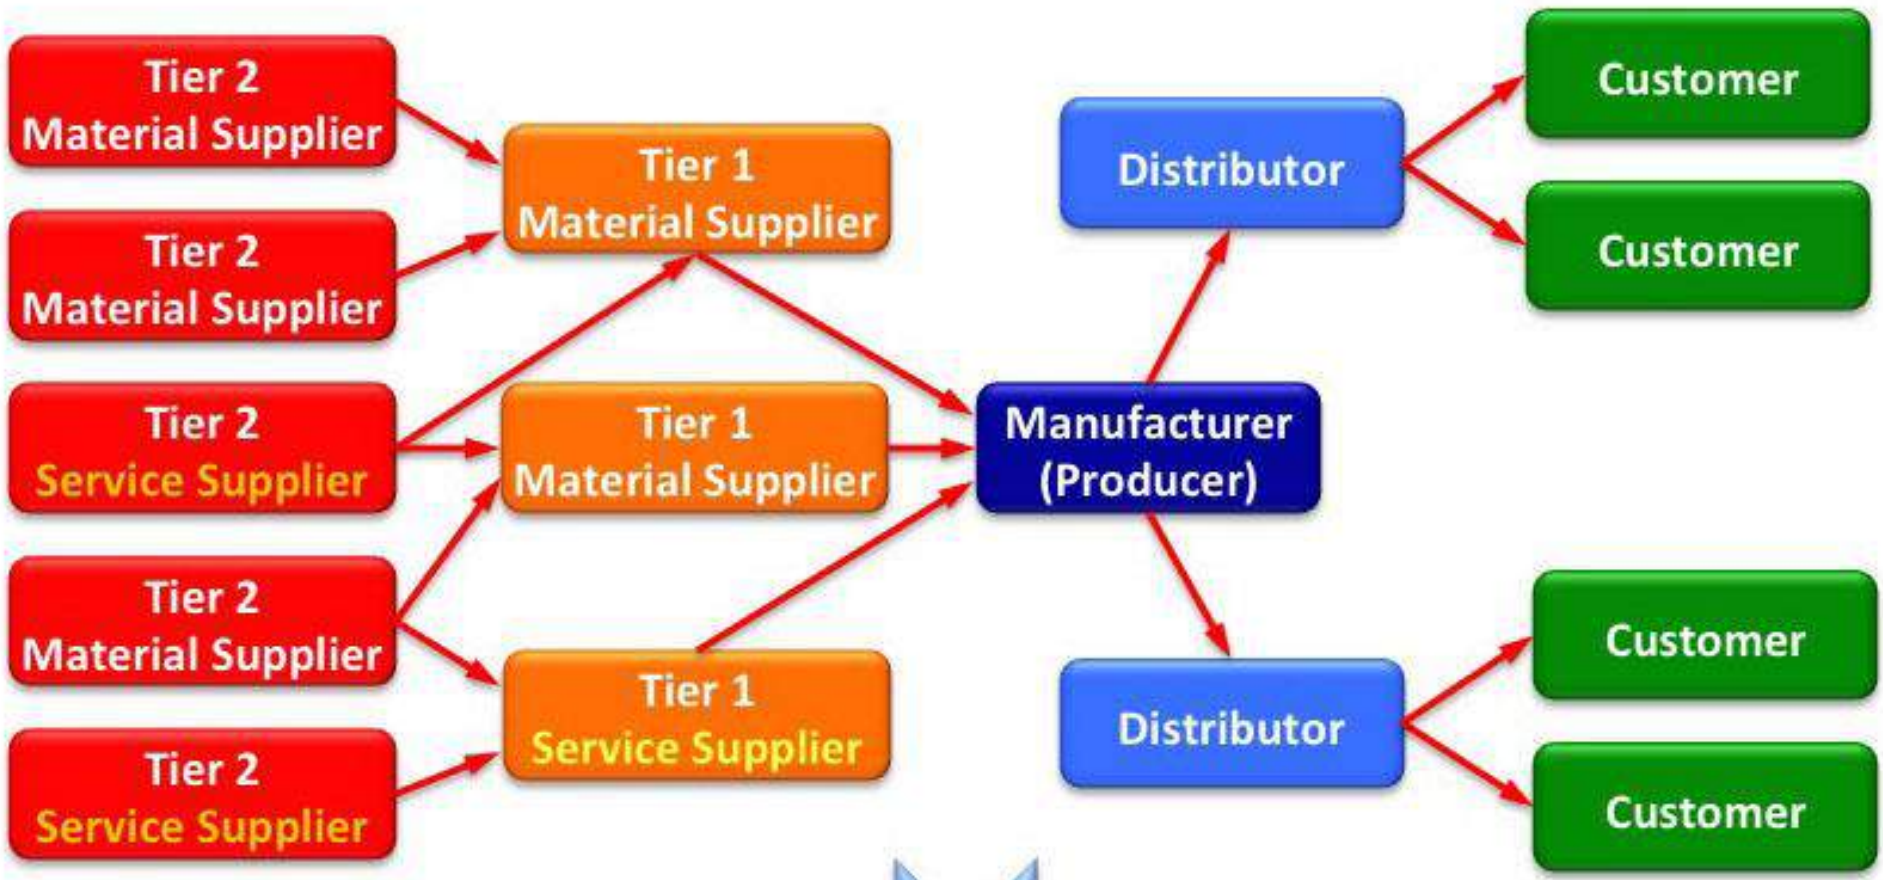 Tier 2
Material Supplier
Tier 2
Material Supplier
Tier 2
Service Supplier
Tier 2
Material Supplier
Tier 2
Service Supplier
Tier 1
Material Supplier
Tier 1
Material Supplier
Tier 1
Service Supplier
Manufacturer
(Producer)
Distributor
Distributor
Customer
Customer
Customer
Customer